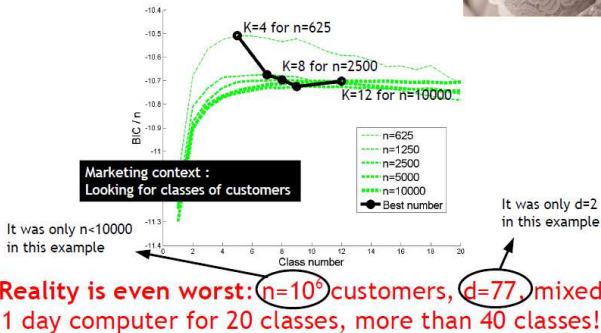 -10.4
-10.5
-10.6
-10.7
-10.8
-10.9
-11
-11.1
-11.3
-11.4
BIC / n
K=4 for n=625
K=8 for n=2500
K=12 for n=10000
n=625
n=1250
n=2500
n=5000
n=10000
Best number
Marketing context :
Looking for classes of customers
0 2 4 6 8 10 12 14 16 18 20
Class number
It was only n<10000
in this example
It was only d=2
in this example
Reality is even worst: n=10⁶ customers, d=77, mixed
1 day computer for 20 classes, more than 40 classes!